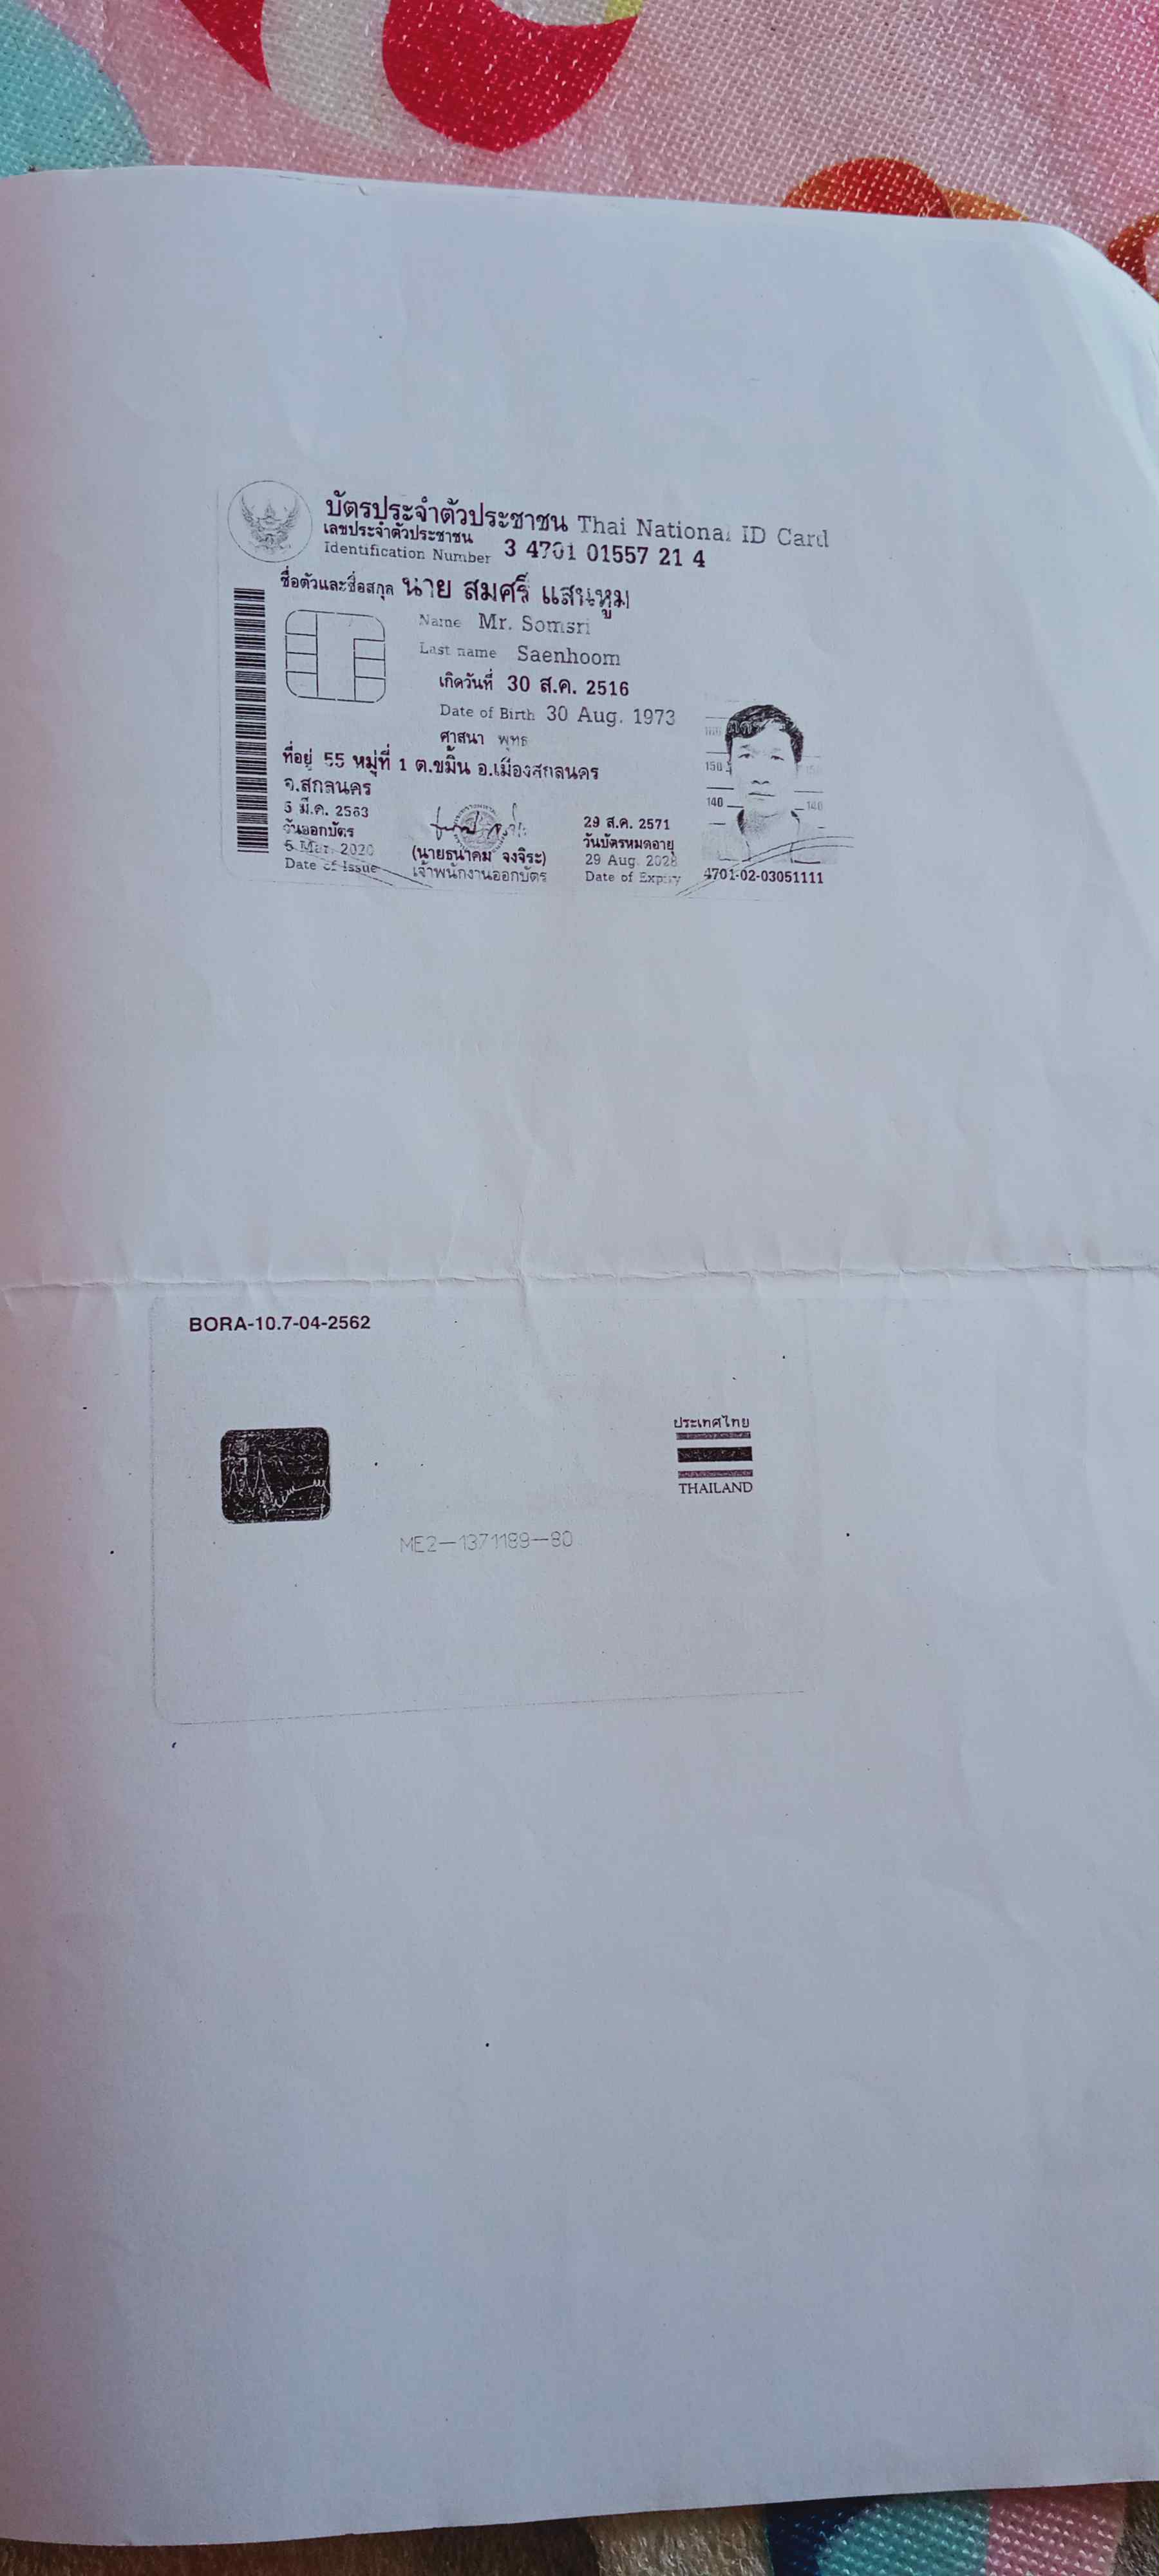 บัตรประจำตัวประชาชน Thai National ID Card
เลขประจำตัวประชาชน
Identification Number 3 4701 01557 21 4
ชื่อตัวและชื่อสกุล นาย สมศรี แสนหูม
Name Mr. Somsri
Last name Saenhoom
เกิดวันที่ 30 ส.ค. 2516
Date of Birth 30 Aug. 1973
ศาสนา พุทธ
ที่อยู่ 55 หมู่ที่ 1 ต.ขมิ้น อ.เมืองสกลนคร
จ.สกลนคร
150
140
140
6 มี.ค. 2563
วันออกบัตร
6 Mar. 2020
Date of Issue
(นายธนาคม จงจิระ)
เจ้าพนักงานออกบัตร
29 ส.ค. 2571
วันบัตรหมดอายุ
29 Aug. 2028
Date of Expiry
4701-02-03051111
BORA-10.7-04-2562
ประเทศไทย
THAILAND
ME2-1371189-80